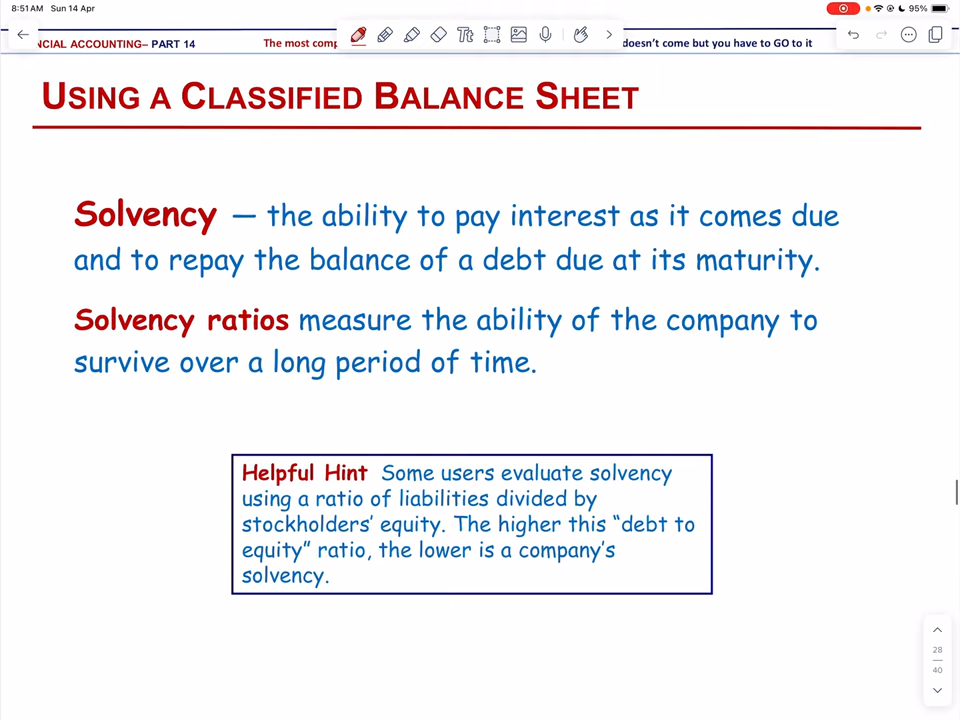 8:51AM Sun 14 Apr
95%
NCIAL ACCOUNTING– PART 14
The most comp
doesn't come but you have to GO to it
Tt
USING A CLASSIFIED BALANCE SHEET
Solvency — the ability to pay interest as it comes due
and to repay the balance of a debt due at its maturity.
Solvency ratios measure the ability of the company to
survive over a long period of time.
Helpful Hint Some users evaluate solvency
using a ratio of liabilities divided by
stockholders' equity. The higher this “debt to
equity” ratio, the lower is a company's
solvency.
28
40